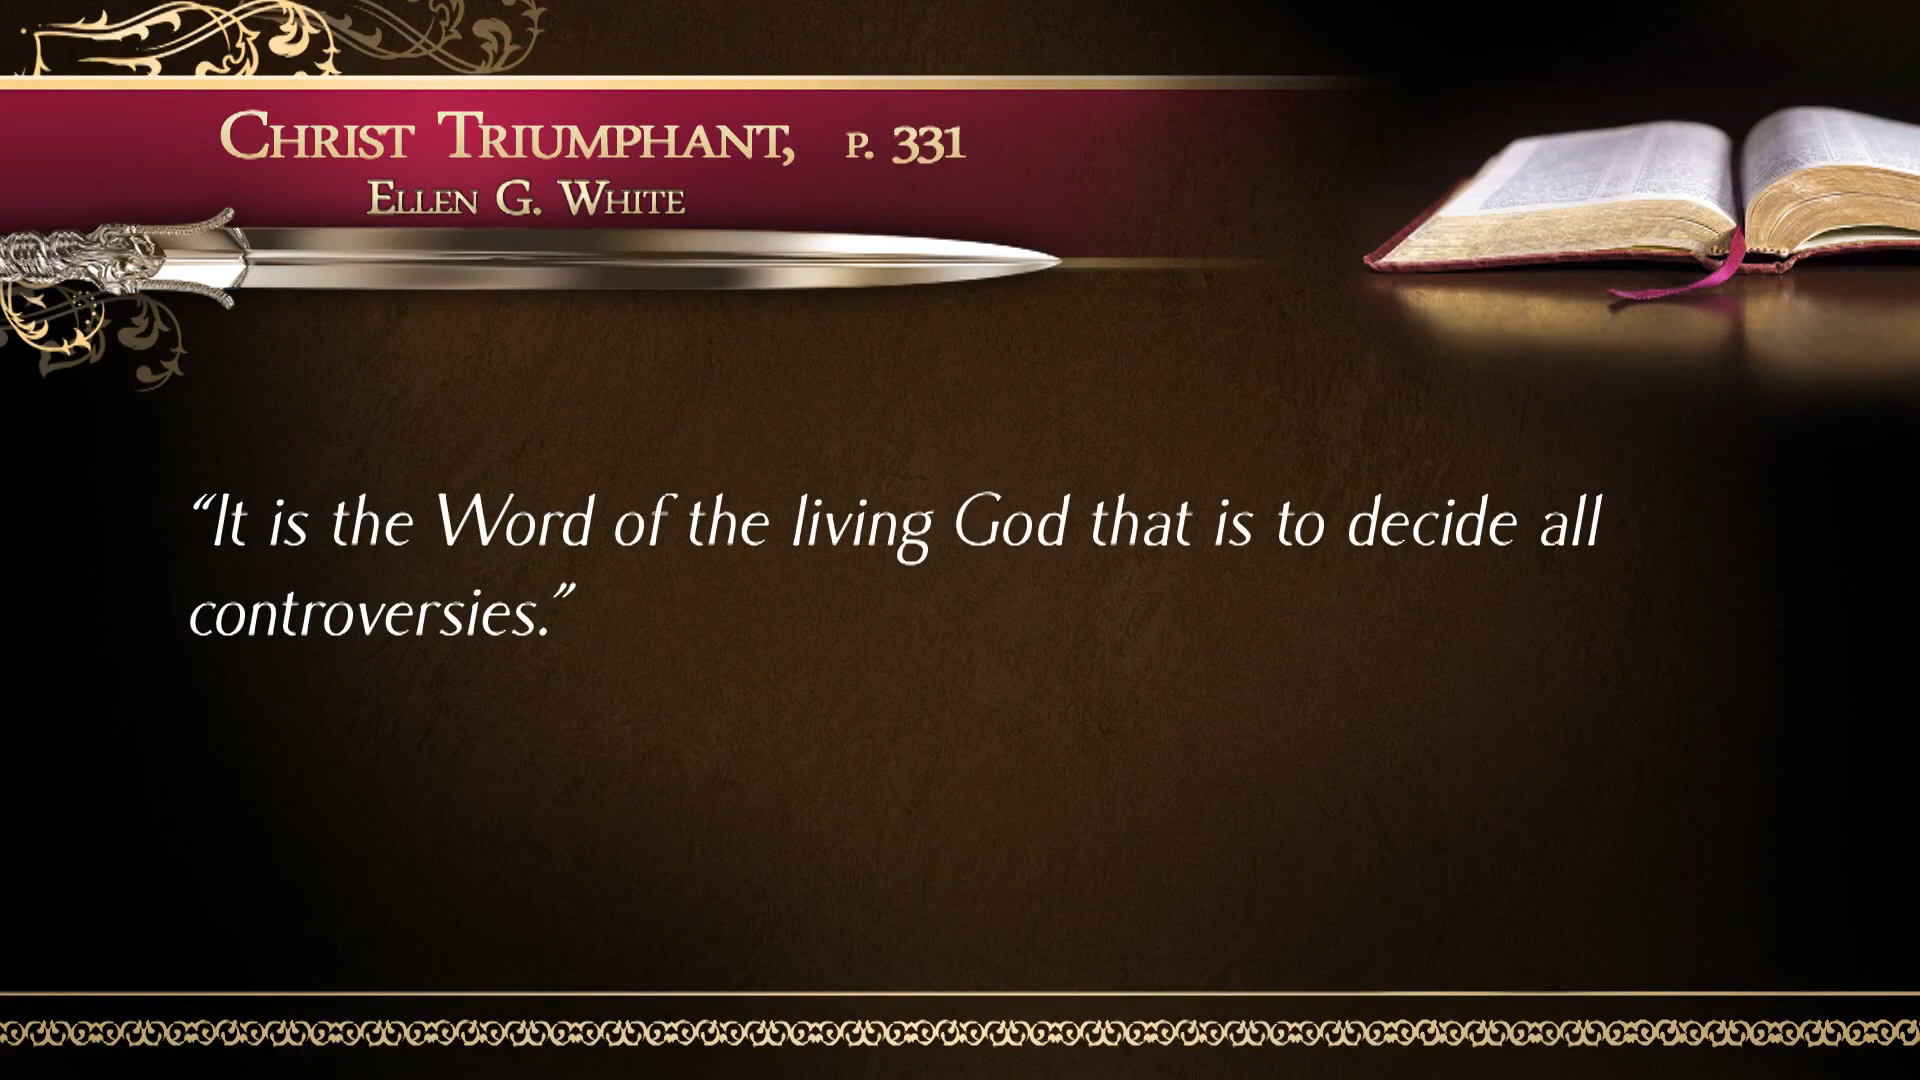 Christ Triumphant, p. 331
Ellen G. White
“It is the Word of the living God that is to decide all
controversies.”